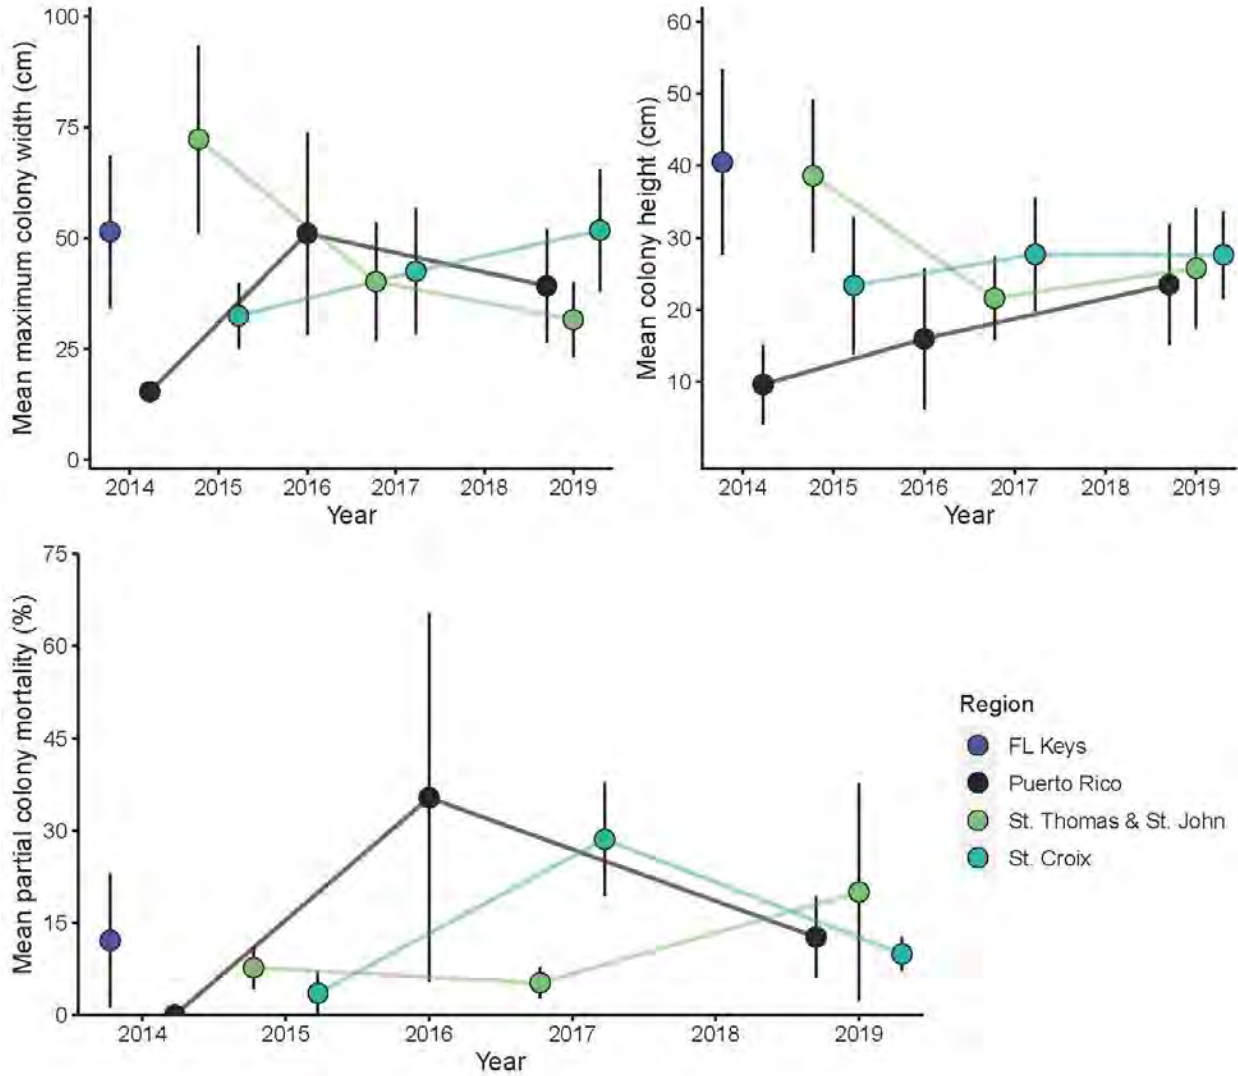 Mean maximum colony width (cm)
100
75
50
25
0
2014 2015 2016 2017 2018 2019
Year
Mean colony height (cm)
60
50
40
30
20
10
2014 2015 2016 2017 2018 2019
Year
Mean partial colony mortality (%)
75
60
45
30
15
0
2014 2015 2016 2017 2018 2019
Year
Region
FL Keys
Puerto Rico
St. Thomas & St. John
St. Croix